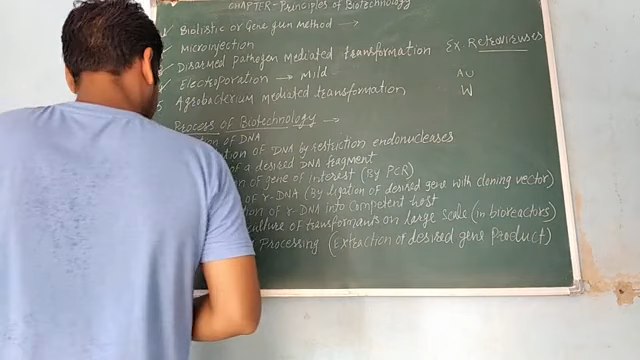 CHAPTER-Principles of Biotechnology
Biolistic or Gene gun method →
Microinjection
Disarmed pathogen mediated transformation Ex Retroviruses
Electroporation → mild
Au
W
5 Agrobacterium mediated transformation
Process of Biotechnology →
of DNA
of DNA by restriction endonucleases
of a desired DNA fragment
of gene of interest (By PCR)
of r-DNA (By ligation of desired gene with cloning vector)
of r-DNA into competent host
culture of transformants on large scale (in bioreactors)
Processing (Extraction of desired gene Product)